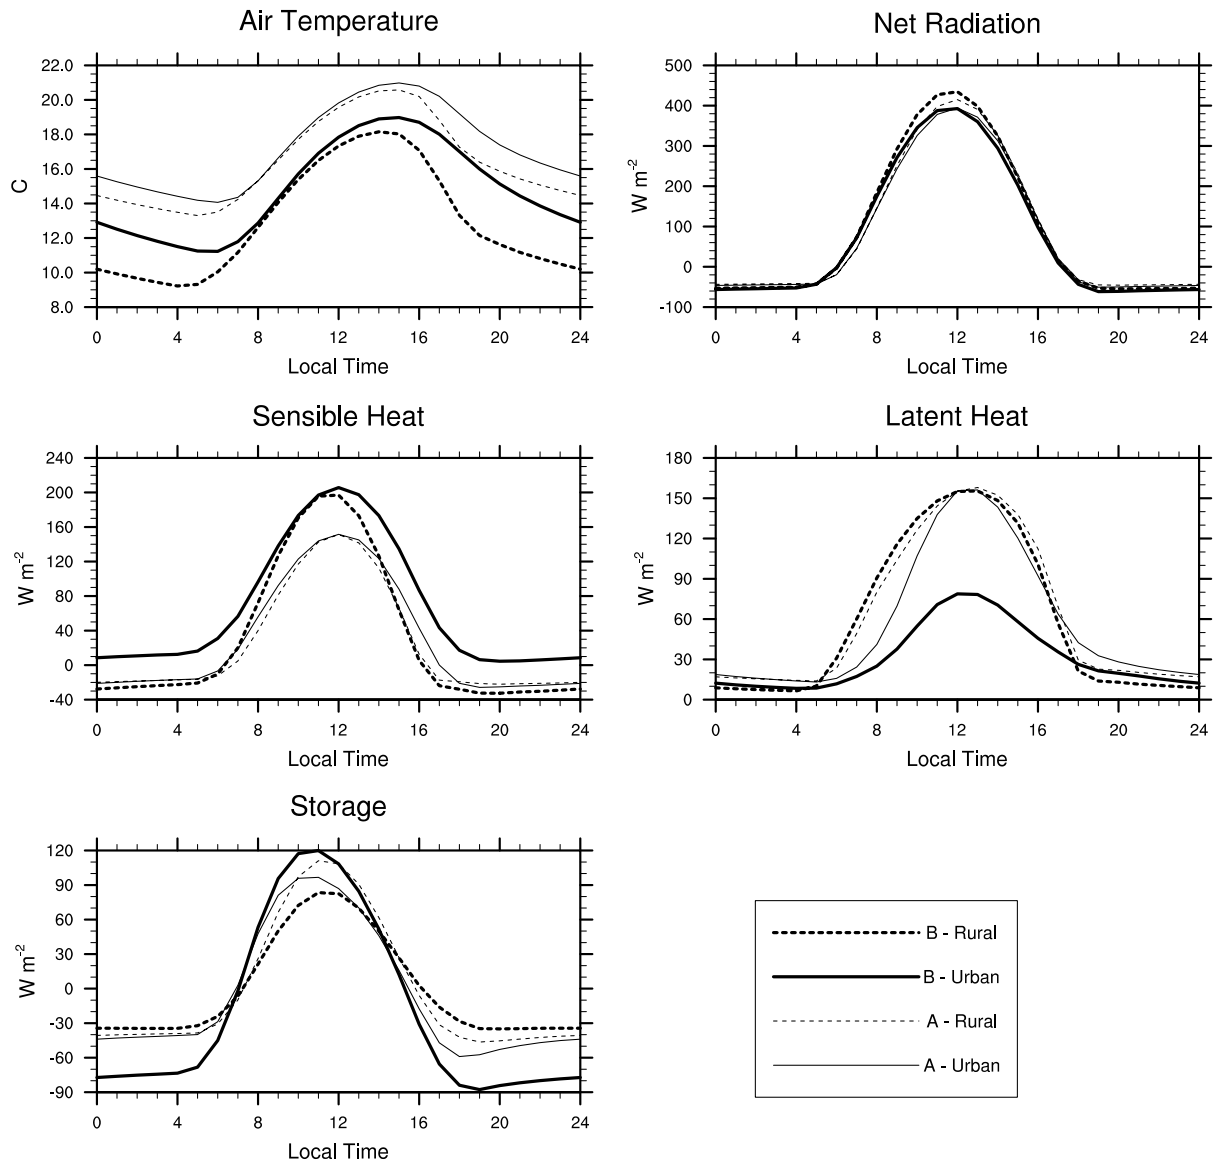 Air Temperature
22.0
20.0
18.0
16.0
14.0
12.0
10.0
8.0
C
0 4 8 12 16 20 24
Local Time
Net Radiation
500
400
300
200
100
0
-100
W m-2
0 4 8 12 16 20 24
Local Time
Sensible Heat
240
200
160
120
80
40
0
-40
W m-2
0 4 8 12 16 20 24
Local Time
Latent Heat
180
150
120
90
60
30
0
W m-2
0 4 8 12 16 20 24
Local Time
Storage
120
90
60
30
0
-30
-60
-90
W m-2
0 4 8 12 16 20 24
Local Time
B - Rural
B - Urban
A - Rural
A - Urban